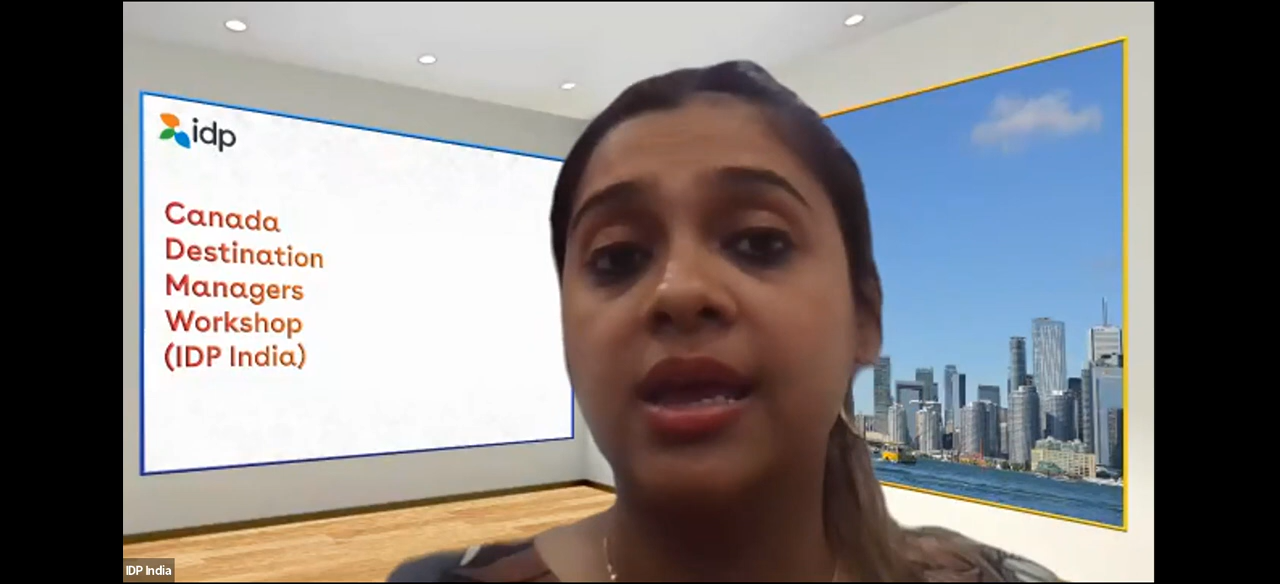 idp
Canada
Destination
Managers
Workshop
(IDP India)
IDP India